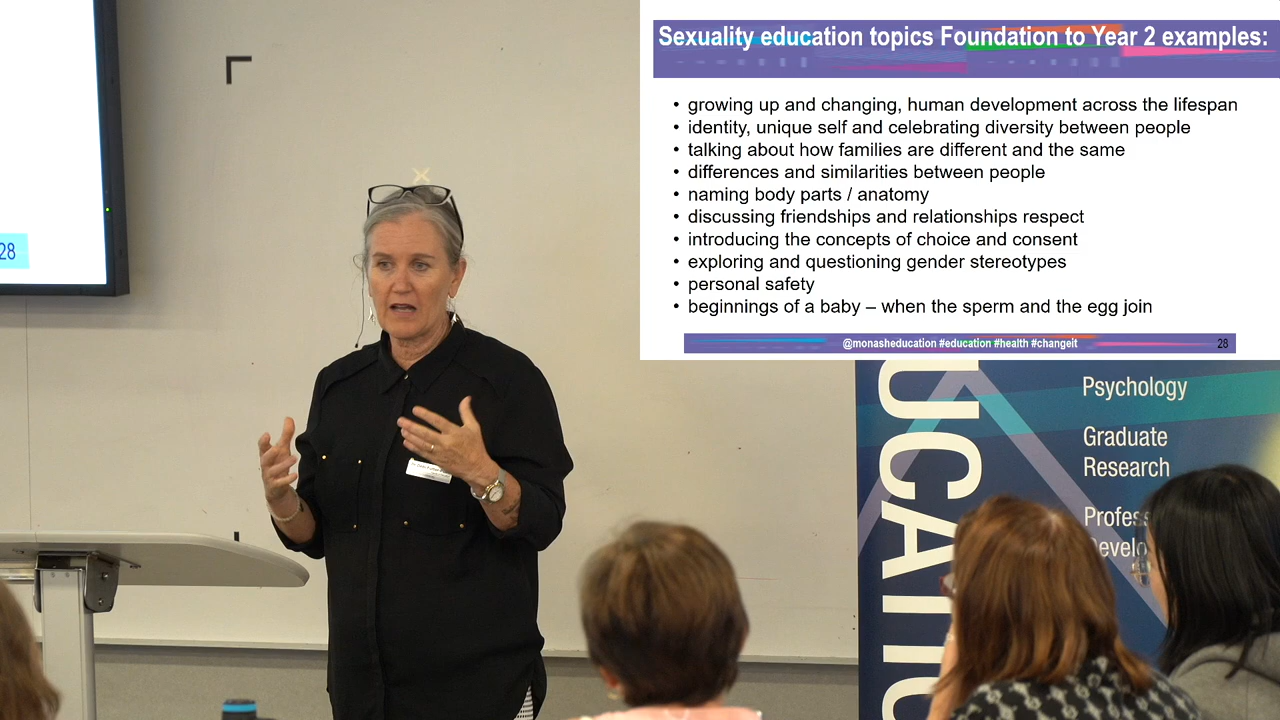 Sexuality education topics Foundation to Year 2 examples:
• growing up and changing, human development across the lifespan
• identity, unique self and celebrating diversity between people
• talking about how families are different and the same
• differences and similarities between people
• naming body parts / anatomy
• discussing friendships and relationships respect
• introducing the concepts of choice and consent
• exploring and questioning gender stereotypes
• personal safety
• beginnings of a baby – when the sperm and the egg join
@monasheducation #education #health #changeit
28
28
UCATIO
Psychology
Graduate
Research
Profess
Develo